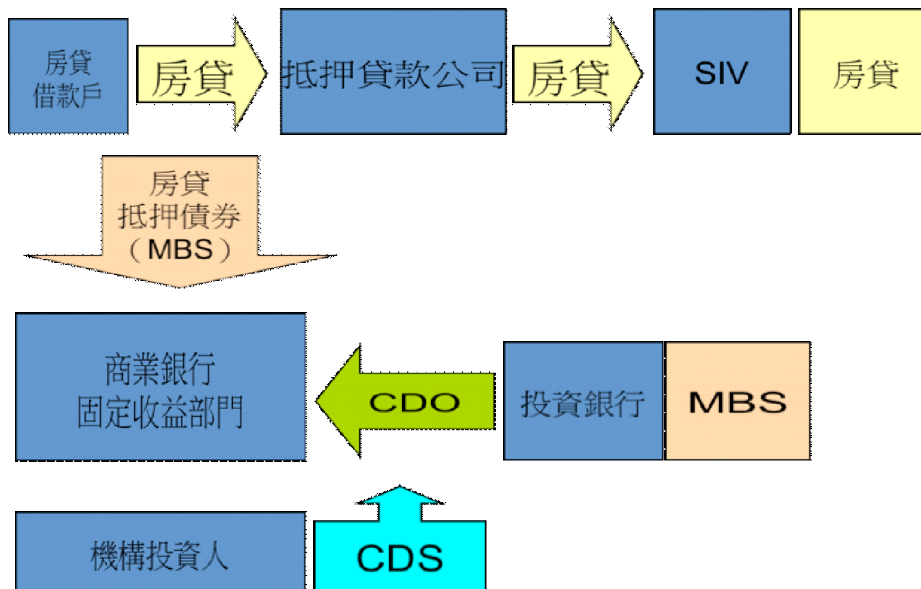 房貸
借款戶
房貸
抵押貸款公司
房貸
SIV
房貸
房貸
抵押債券
（MBS）
商業銀行
固定收益部門
CDO
投資銀行
MBS
機構投資人
CDS